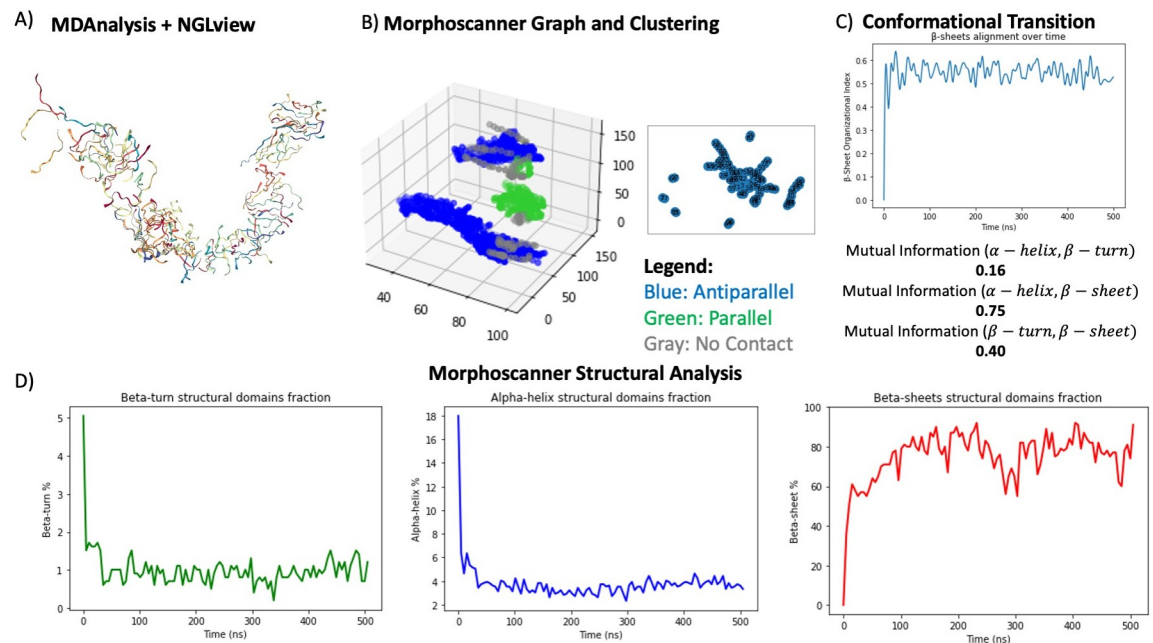 A)
MDAnalysis + NGLview
B) Morphoscanner Graph and Clustering
150
100
50
0
40
60
80
100
0
50
100
150
Legend:
Blue: Antiparallel
Green: Parallel
Gray: No Contact
C) Conformational Transition
β-sheets alignment over time
β-Sheet Organizational Index
0.6
0.5
0.4
0.3
0.2
0.1
0.0
0 100 200 300 400 500
Time (ns)
Mutual Information (α − helix, β − turn)
0.16
Mutual Information (α − helix, β − sheet)
0.75
Mutual Information (β − turn, β − sheet)
0.40
D)
Morphoscanner Structural Analysis
Beta-turn structural domains fraction
Beta-turn %
5
4
3
2
1
0
0 100 200 300 400 500
Time (ns)
Alpha-helix structural domains fraction
Alpha-helix %
18
16
14
12
10
8
6
4
2
0 100 200 300 400 500
Time (ns)
Beta-sheets structural domains fraction
Beta-sheet %
100
80
60
40
20
0
0 100 200 300 400 500
Time (ns)